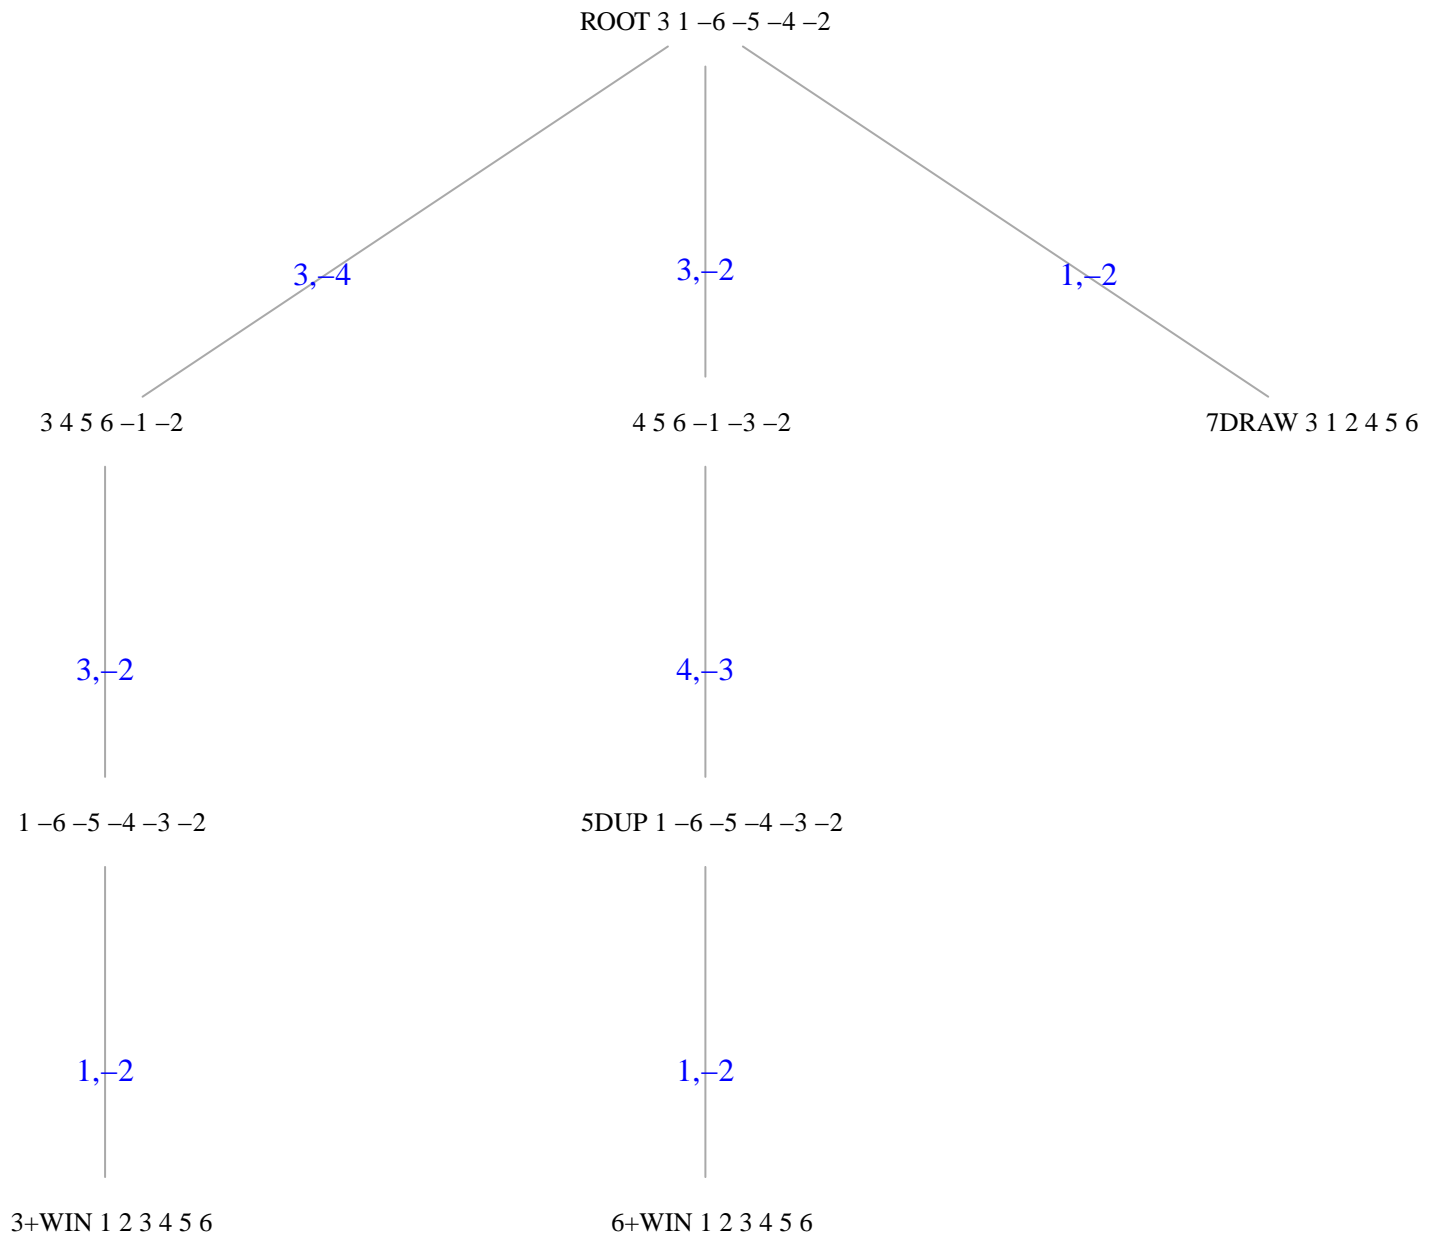 ROOT 3 1 –6 –5 –4 –2
3,–4
3,–2
1,–2
3 4 5 6 –1 –2
4 5 6 –1 –3 –2
7DRAW 3 1 2 4 5 6
3,–2
4,–3
1 –6 –5 –4 –3 –2
5DUP 1 –6 –5 –4 –3 –2
1,–2
1,–2
3+WIN 1 2 3 4 5 6
6+WIN 1 2 3 4 5 6